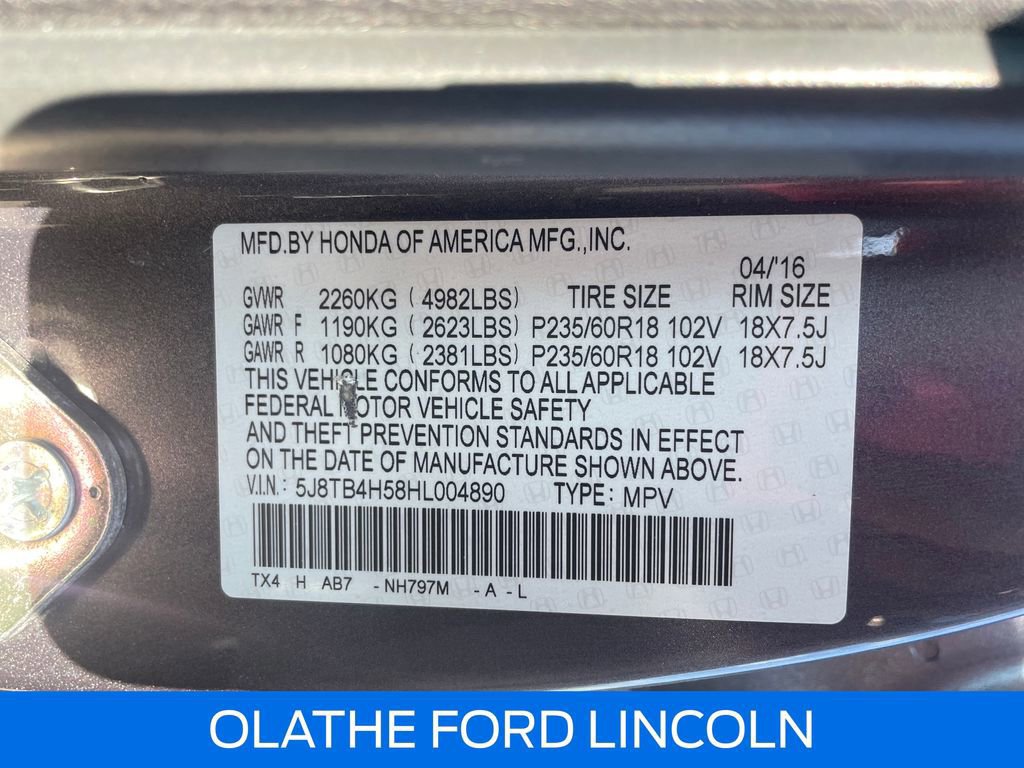 MFD.BY HONDA OF AMERICA MFG.,INC.
04/'16
GVWR 2260KG ( 4982LBS) TIRE SIZE RIM SIZE
GAWR F 1190KG ( 2623LBS) P235/60R18 102V 18X7.5J
GAWR R 1080KG ( 2381LBS) P235/60R18 102V 18X7.5J
THIS VEHICLE CONFORMS TO ALL APPLICABLE
FEDERAL MOTOR VEHICLE SAFETY
AND THEFT PREVENTION STANDARDS IN EFFECT
ON THE DATE OF MANUFACTURE SHOWN ABOVE.
V.I.N: 5J8TB4H58HL004890 TYPE: MPV
TX4 H AB7 -NH797M -A -L
OLATHE FORD LINCOLN